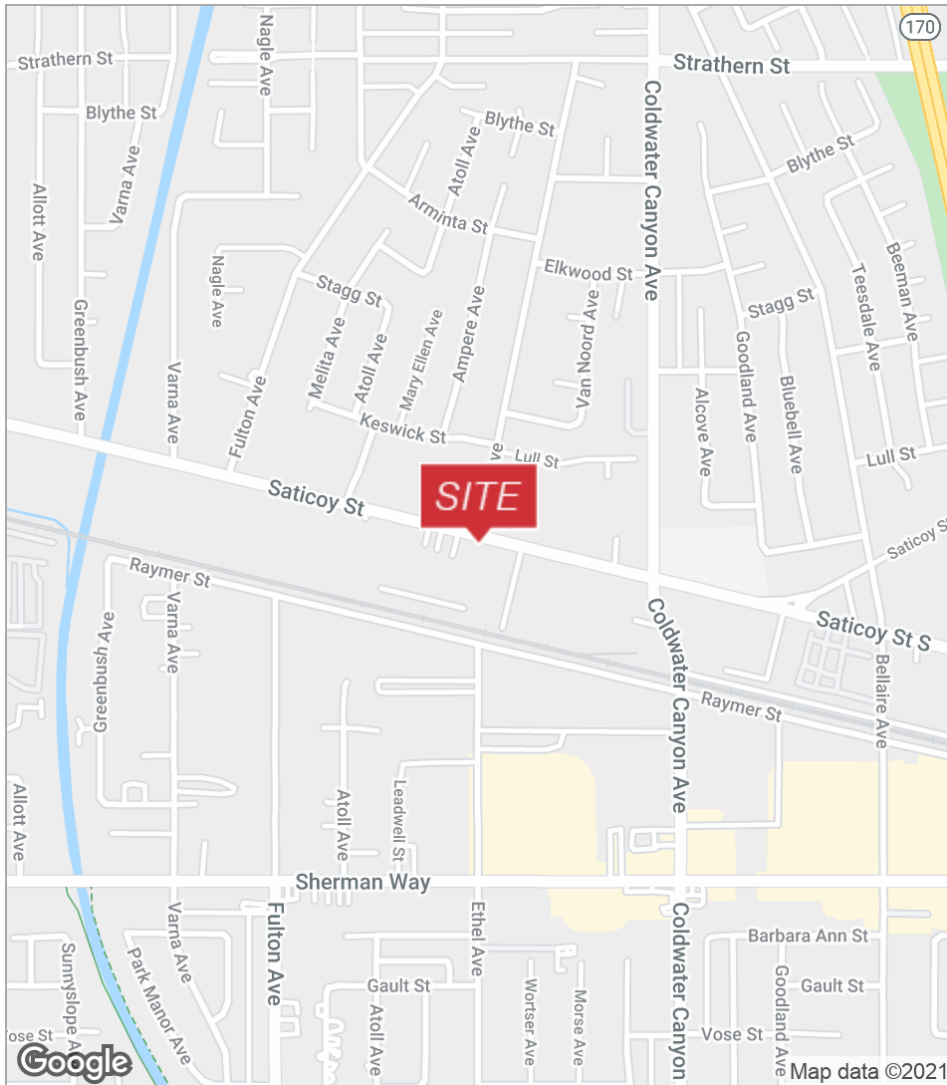 170
Strathern St
Nagle Ave
Strathern St
Coldwater Canyon Ave
Blythe St
Blythe St
Varna Ave
Atoll Ave
Blythe St
Allott Ave
Arminta St
Beeman Ave
Nagle Ave
Stagg St
Elkwood St
Teesdale Ave
Stagg St
Greenbush Ave
Melita Ave
Atoll Ave
Mary Ellen Ave
Ampere Ave
Van Noord Ave
Goodland Ave
Bluebell Ave
Varna Ave
Fulton Ave
Alcove Ave
Keswick St
Lull St
ve
Lull St
SITE
Saticoy St
Saticoy S
Raymer St
Varna Ave
Greenbush Ave
Coldwater Canyon Ave
Saticoy St S
Bellaire Ave
Raymer St
Allott Ave
Atoll Ave
Leadwell St
Sherman Way
Varna Ave
Fulton Ave
Ethel Ave
Coldwater Canyon
Barbara Ann St
Sunnyslope A
Park Manor Ave
Gault St
Atoll Ave
Wortser Ave
Morse Ave
Goodland Ave
Gault St
ose St
Vose St
Google
Map data ©2021